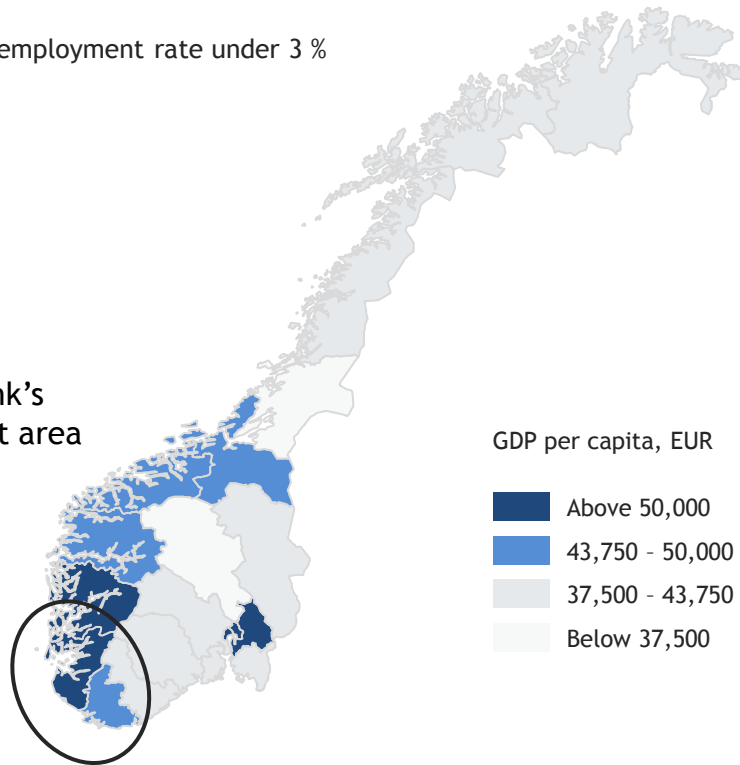 employment rate under 3 %
nk's
t area
GDP per capita, EUR
Above 50,000
43,750 - 50,000
37,500 - 43,750
Below 37,500